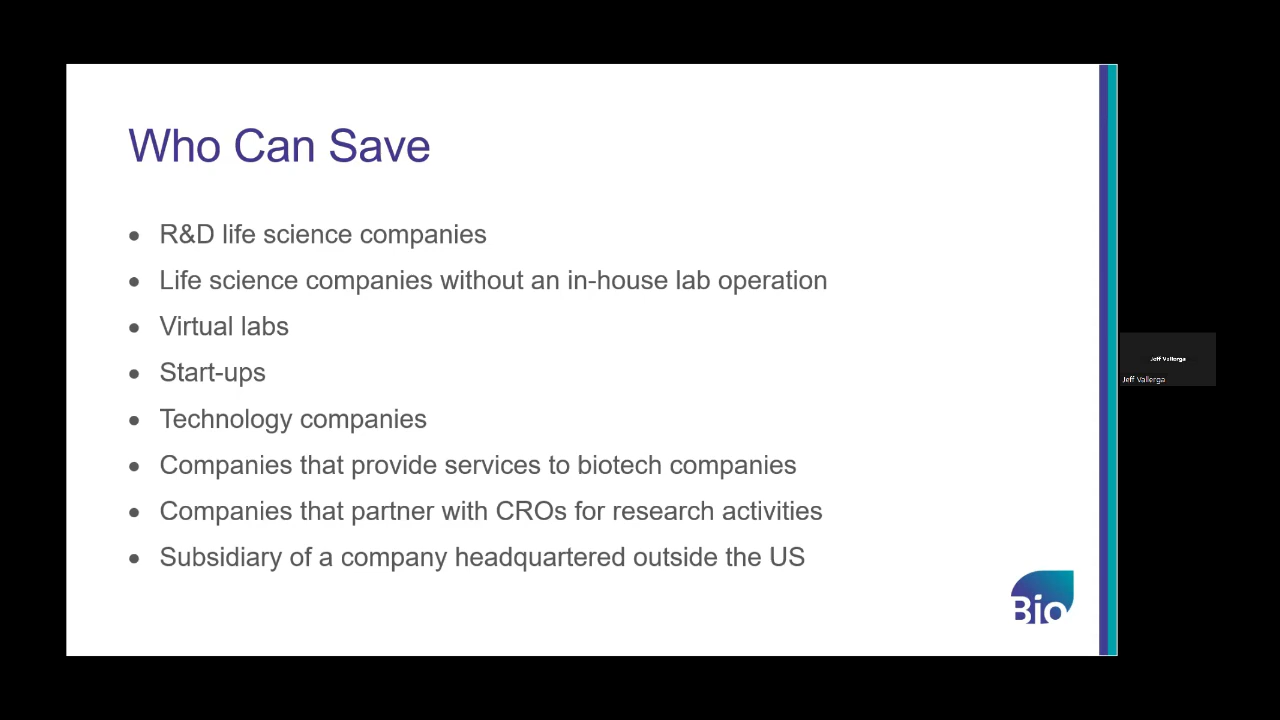 Who Can Save
• R&D life science companies
• Life science companies without an in-house lab operation
• Virtual labs
• Start-ups
• Technology companies
• Companies that provide services to biotech companies
• Companies that partner with CROs for research activities
• Subsidiary of a company headquartered outside the US
Bio
Jeff Vallerga
Jeff Vallerga